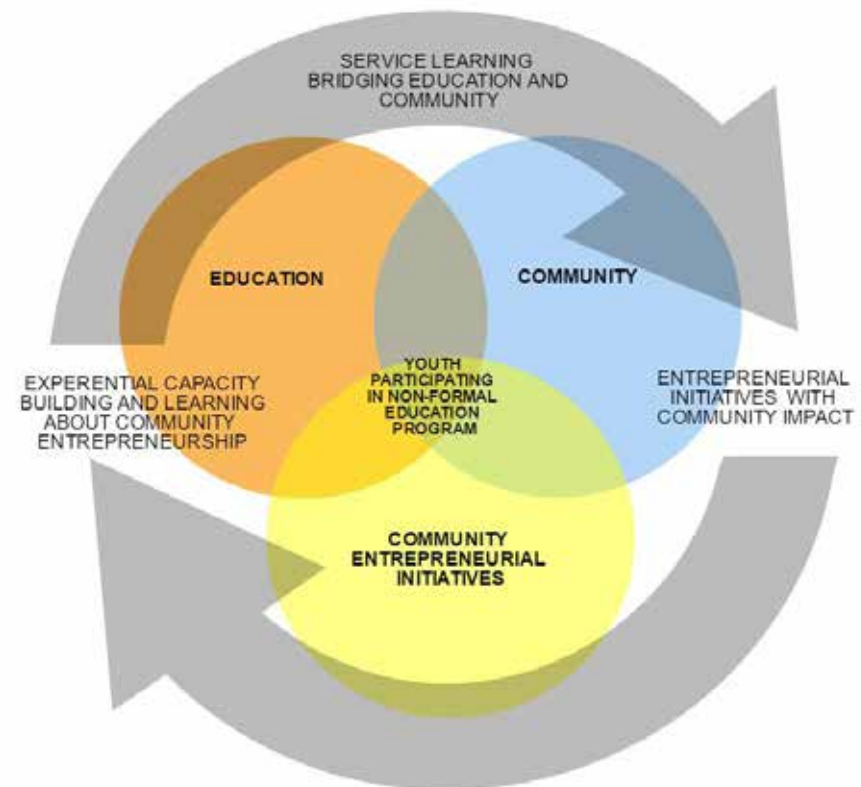 SERVICE LEARNING
BRIDGING EDUCATION AND
COMMUNITY
EDUCATION
COMMUNITY
YOUTH
PARTICIPATING
IN NON-FORMAL
EDUCATION
PROGRAM
EXPERENTIAL CAPACITY
BUILDING AND LEARNING
ABOUT COMMUNITY
ENTREPRENEURSHIP
ENTREPRENEURIAL
INITIATIVES WITH
COMMUNITY IMPACT
COMMUNITY
ENTREPRENEURIAL
INITIATIVES